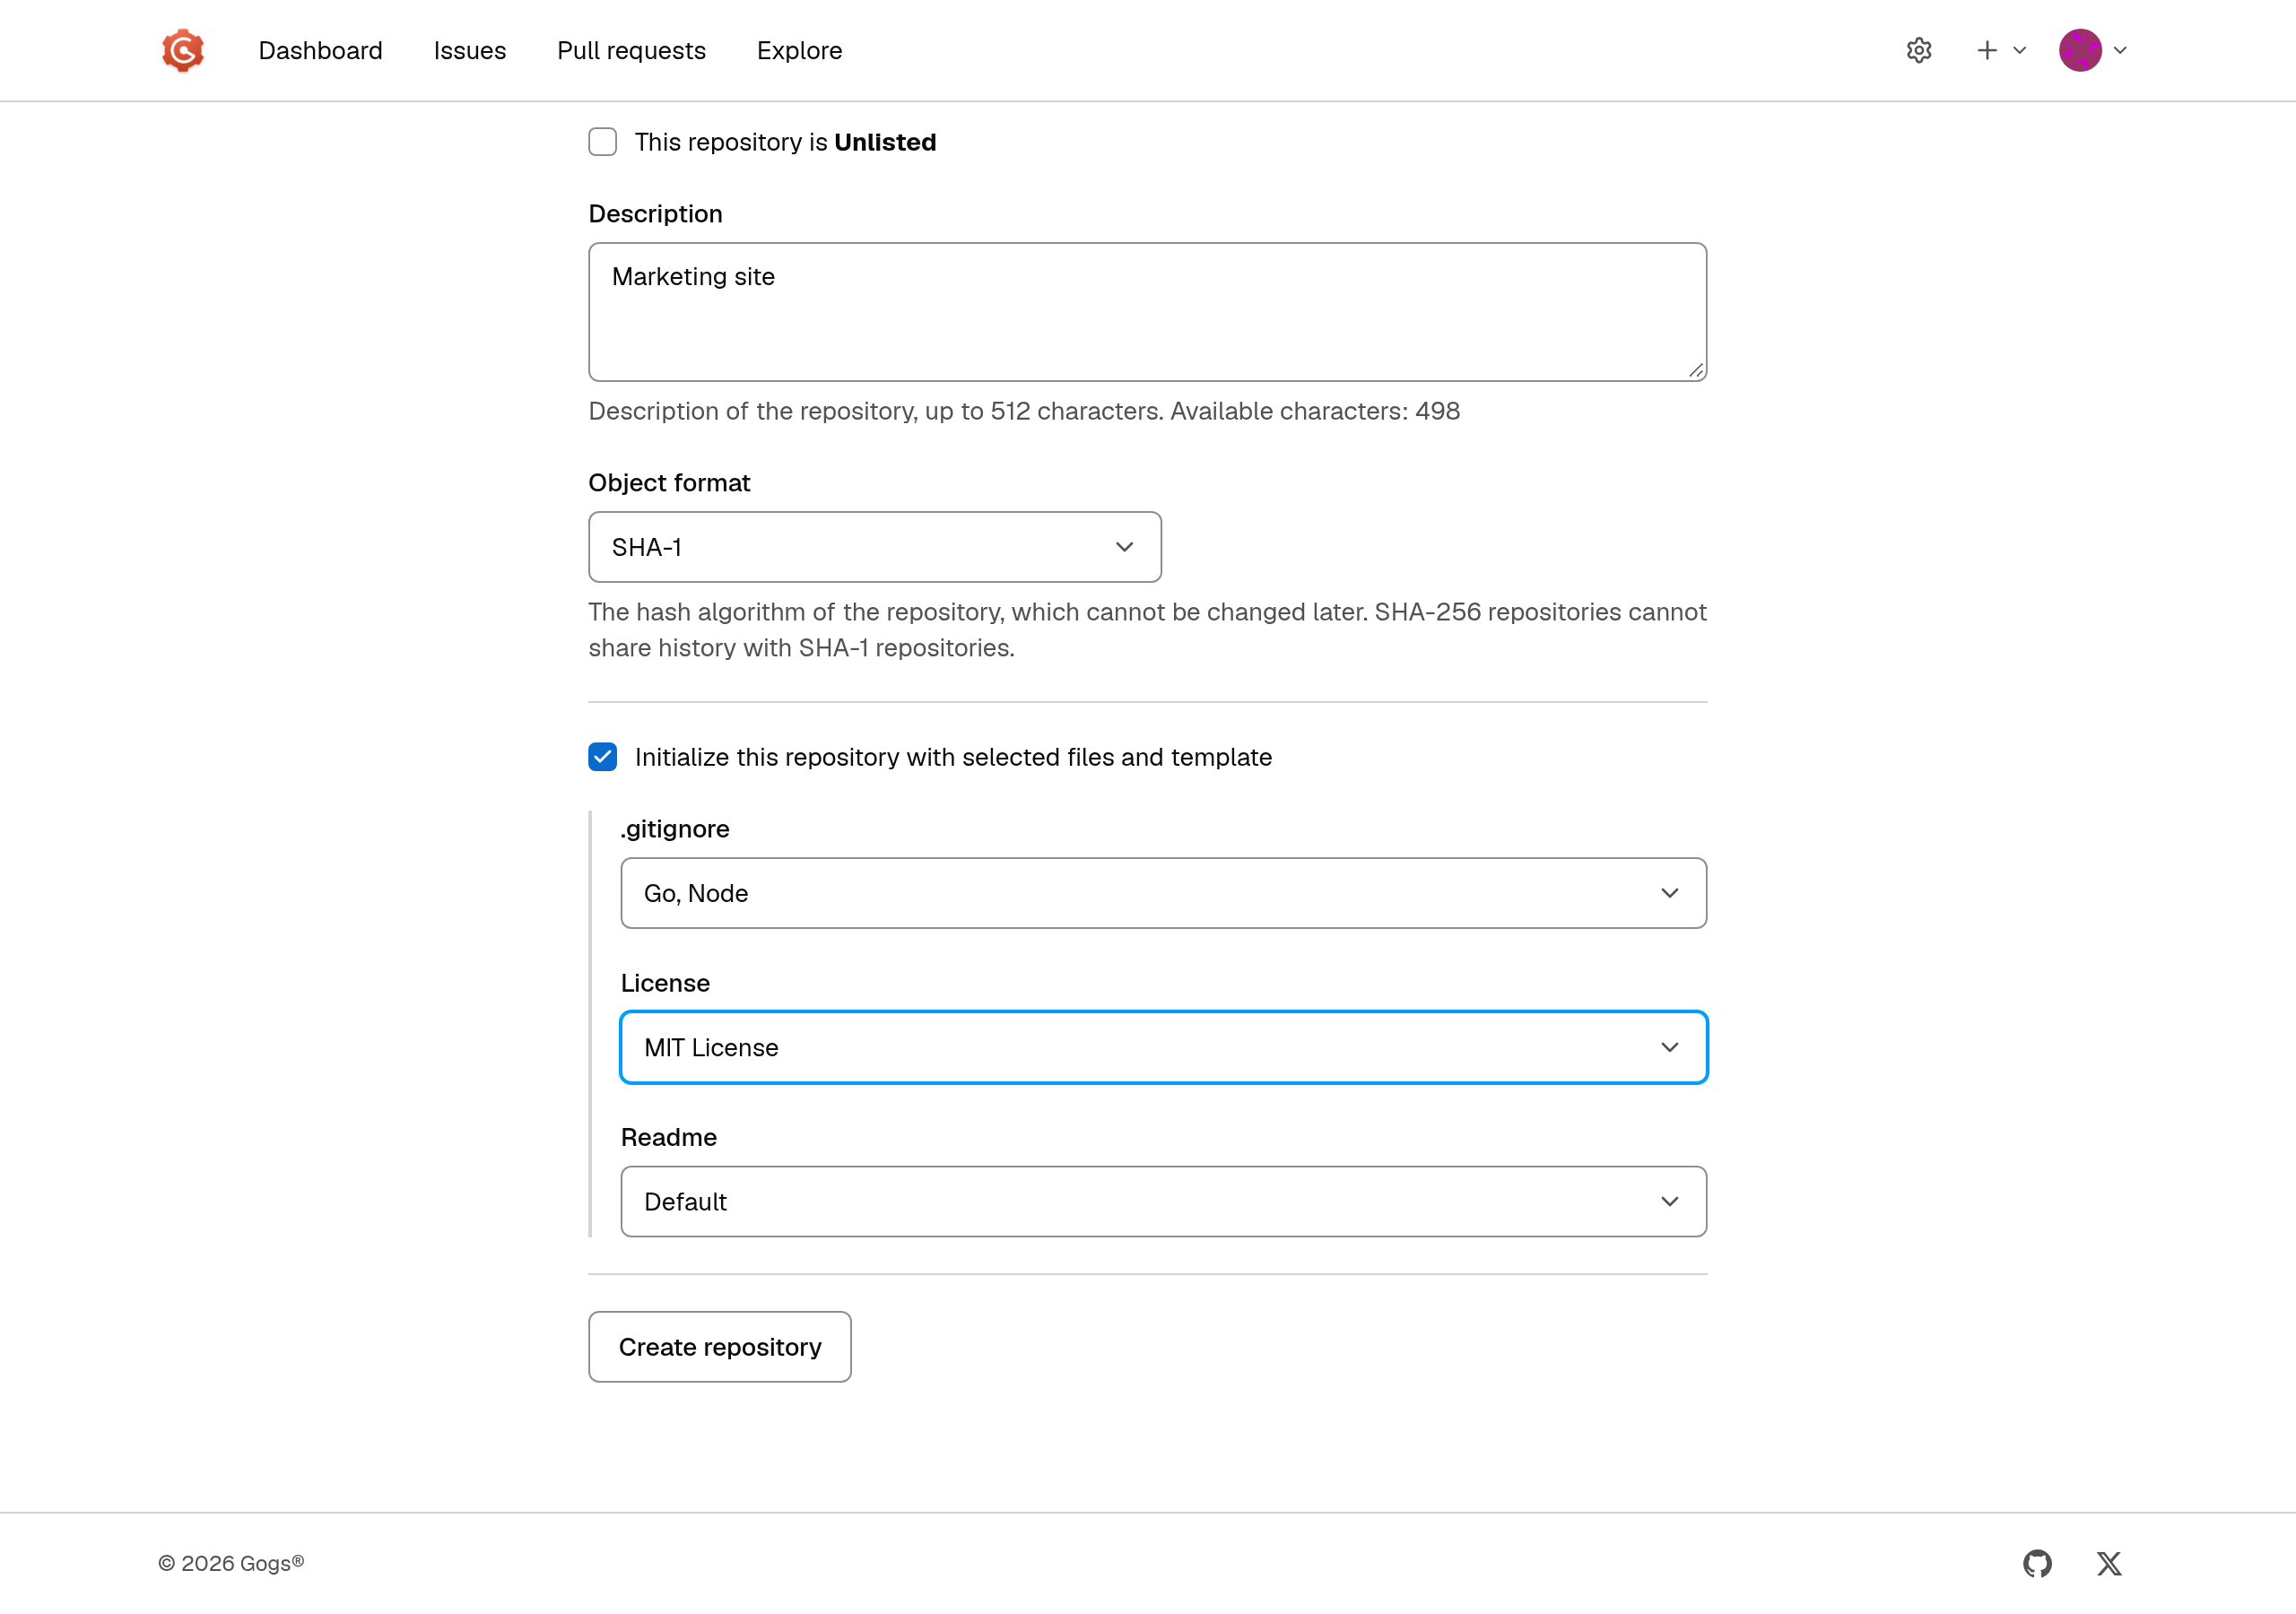 Dashboard Issues Pull requests Explore
This repository is Unlisted
Description
Marketing site
Description of the repository, up to 512 characters. Available characters: 498
Object format
SHA-1
The hash algorithm of the repository, which cannot be changed later. SHA-256 repositories cannot
share history with SHA-1 repositories.
Initialize this repository with selected files and template
.gitignore
Go, Node
License
MIT License
Readme
Default
Create repository
© 2026 Gogs®